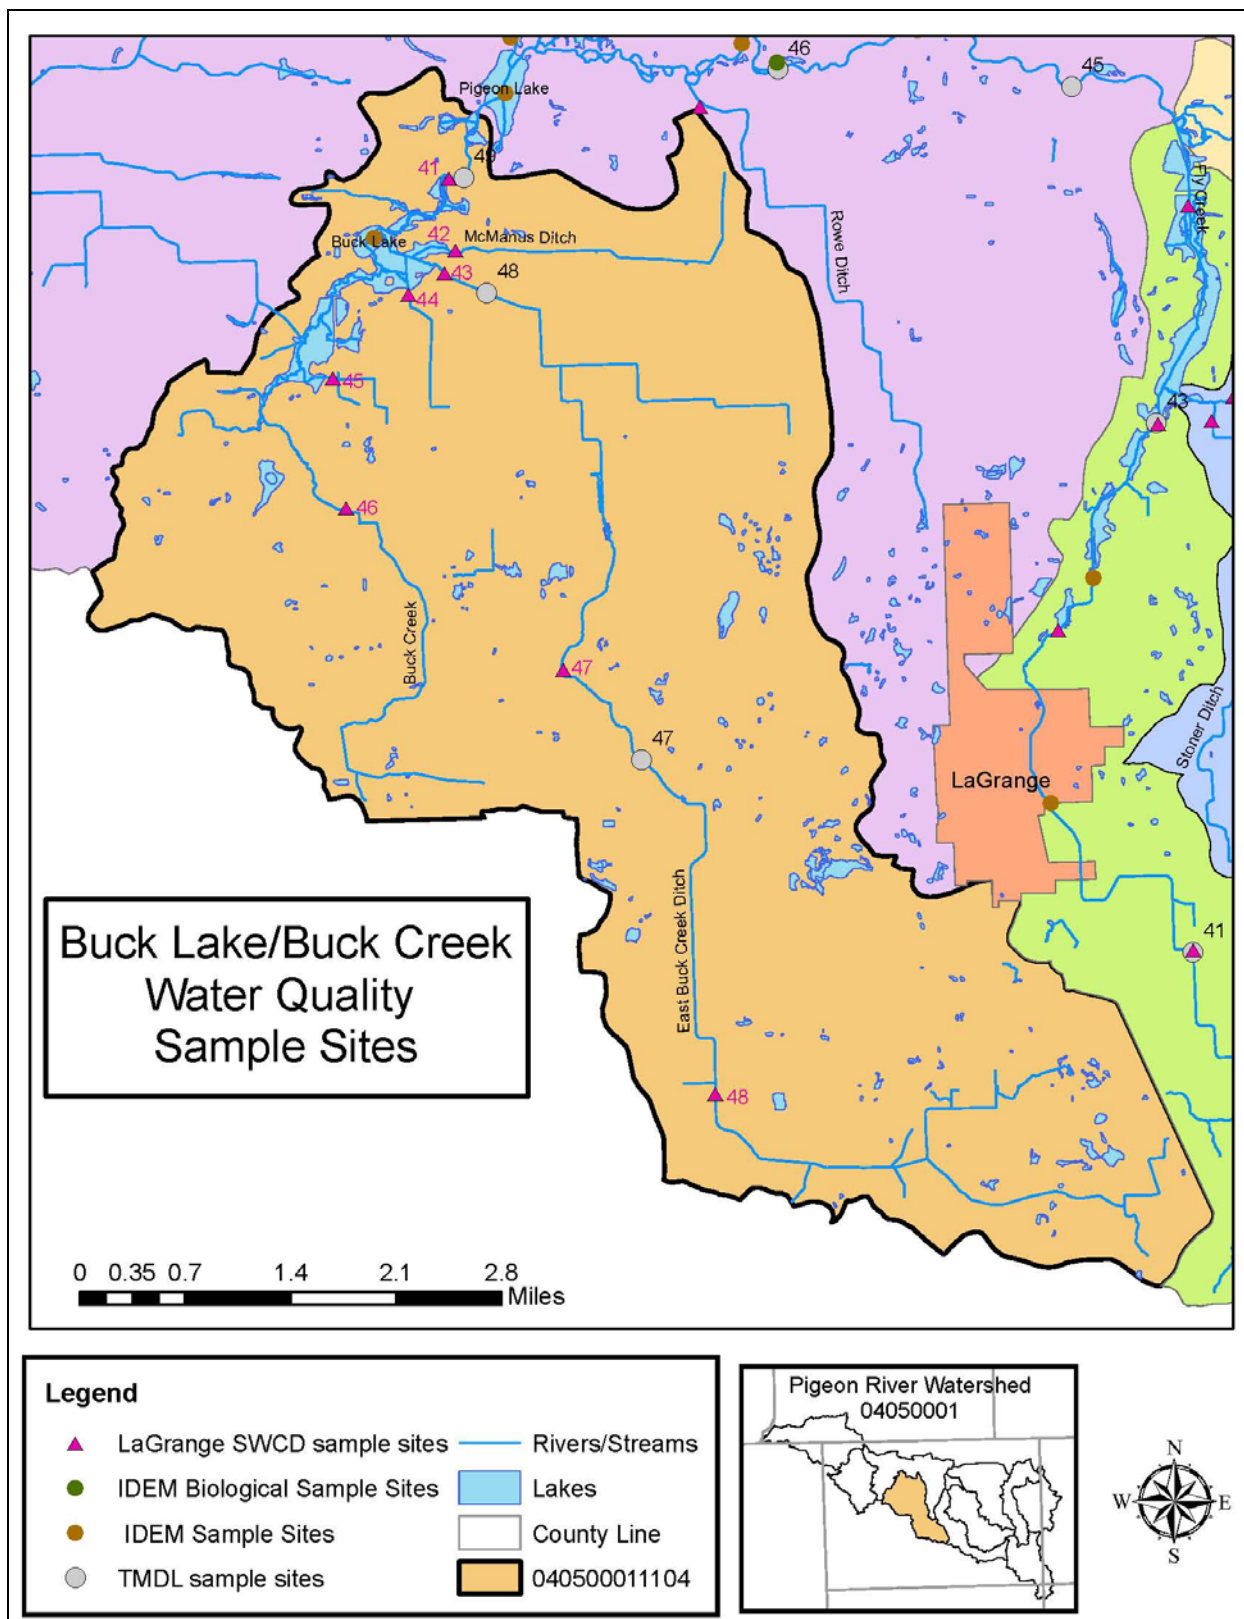 46
45
Pigeon Lake
49
41
Fly Creek
42
McManus Ditch
Buck Lake
Rowe Ditch
43
48
44
45
43
46
Buck Creek
47
47
Stoner Ditch
LaGrange
East Buck Creek Ditch
41
48
Buck Lake/Buck Creek
Water Quality
Sample Sites
0 0.35 0.7 1.4 2.1 2.8
Miles
Legend
LaGrange SWCD sample sites
IDEM Biological Sample Sites
IDEM Sample Sites
TMDL sample sites
Rivers/Streams
Lakes
County Line
040500011104
Pigeon River Watershed
04050001
N
W E
S